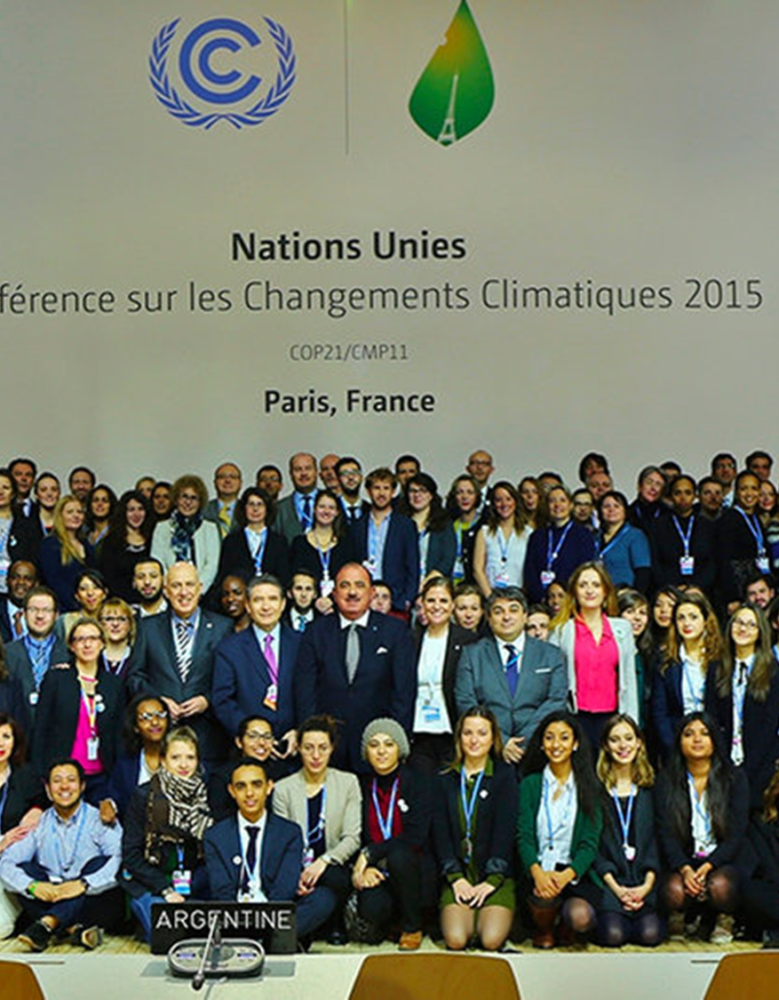 Nations Unies
férence sur les Changements Climatiques 2015
COP21/CMP11
Paris, France
ARGENTINE